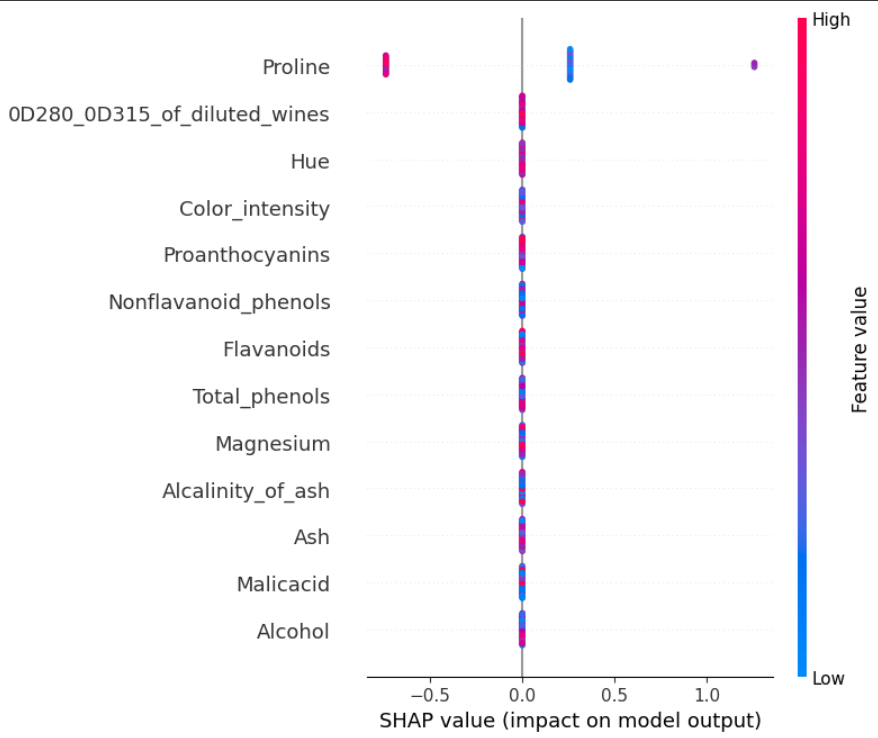 High
Proline
0D280_0D315_of_diluted_wines
Hue
Color_intensity
Proanthocyanins
Nonflavanoid_phenols
Flavanoids
Total_phenols
Magnesium
Alcalinity_of_ash
Ash
Malicacid
Alcohol
Feature value
Low
−0.5 0.0 0.5 1.0
SHAP value (impact on model output)